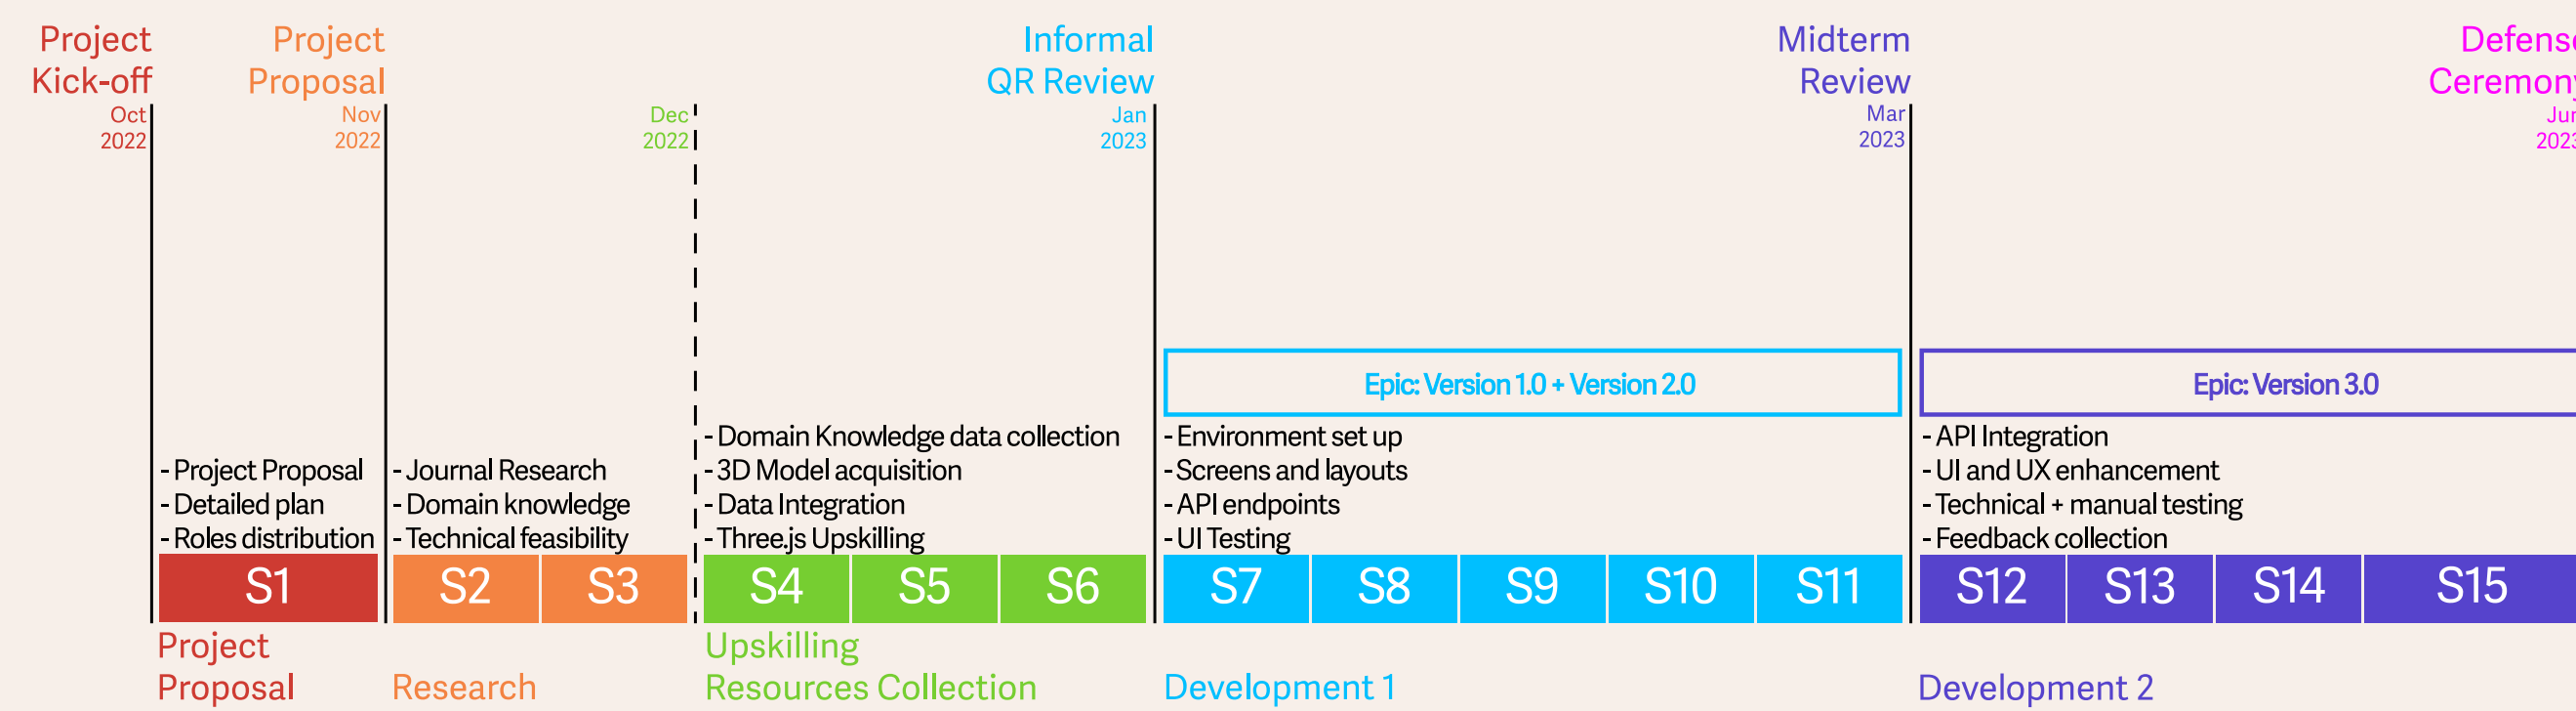 Project
Kick-off
Oct
2022
Project
Proposal
Nov
2022
Dec
2022
Informal
QR Review
Jan
2023
Midterm
Review
Mar
2023
Defense
Ceremony
Jun
2023
Epic: Version 1.0 + Version 2.0
Epic: Version 3.0
- Project Proposal
- Detailed plan
- Roles distribution
- Journal Research
- Domain knowledge
- Technical feasibility
- Domain Knowledge data collection
- 3D Model acquisition
- Data Integration
- Three.js Upskilling
- Environment set up
- Screens and layouts
- API endpoints
- UI Testing
- API Integration
- UI and UX enhancement
- Technical + manual testing
- Feedback collection
S1
S2
S3
S4
S5
S6
S7
S8
S9
S10
S11
S12
S13
S14
S15
Project
Proposal
Research
Upskilling
Resources Collection
Development 1
Development 2